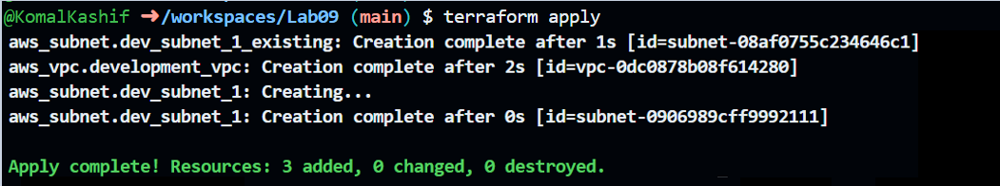 @KomalKashif ➜/workspaces/Lab09 (main) $ terraform apply
aws_subnet.dev_subnet_1_existing: Creation complete after 1s [id=subnet-08af0755c234646c1]
aws_vpc.development_vpc: Creation complete after 2s [id=vpc-0dc0878b08f614280]
aws_subnet.dev_subnet_1: Creating...
aws_subnet.dev_subnet_1: Creation complete after 0s [id=subnet-0906989cff9992111]
Apply complete! Resources: 3 added, 0 changed, 0 destroyed.